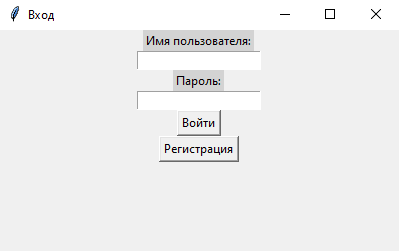 Вход
Имя пользователя:
Пароль:
Войти
Регистрация